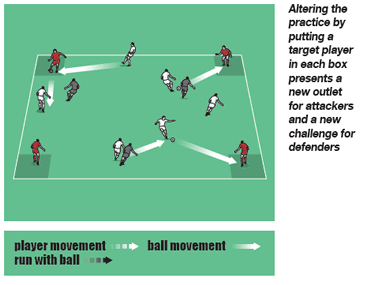 Altering the
practice by
putting a
target player
in each box
presents a
new outlet
for attackers
and a new
challenge for
defenders
player movement ball movement
run with ball